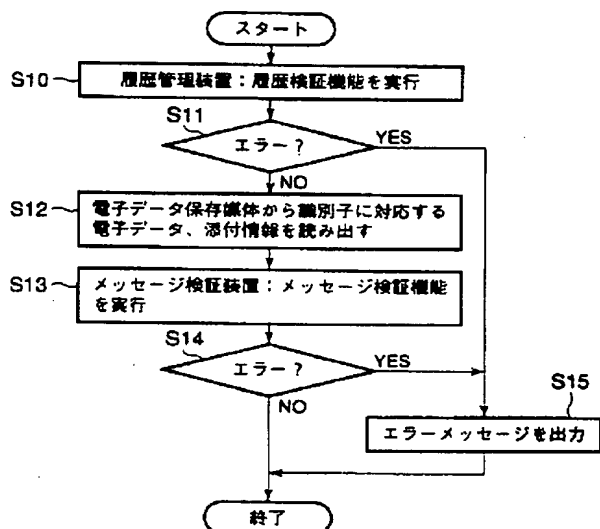 スタート
S10
履歴管理装置：履歴検証機能を実行
S11
エラー？
YES
NO
S12
電子データ保存媒体から識別子に対応する
電子データ、添付情報を読み出す
S13
メッセージ検証装置：メッセージ検証機能
を実行
S14
エラー？
YES
NO
S15
エラーメッセージを出力
終了